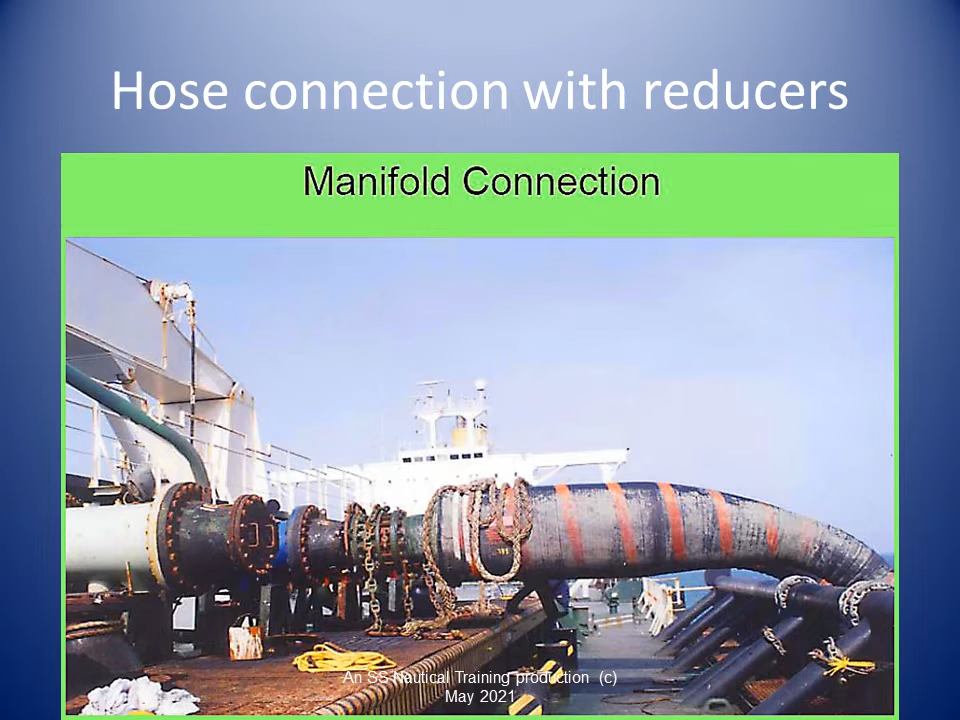 Hose connection with reducers
Manifold Connection
An SS Nautical Training production (c)
May 2021